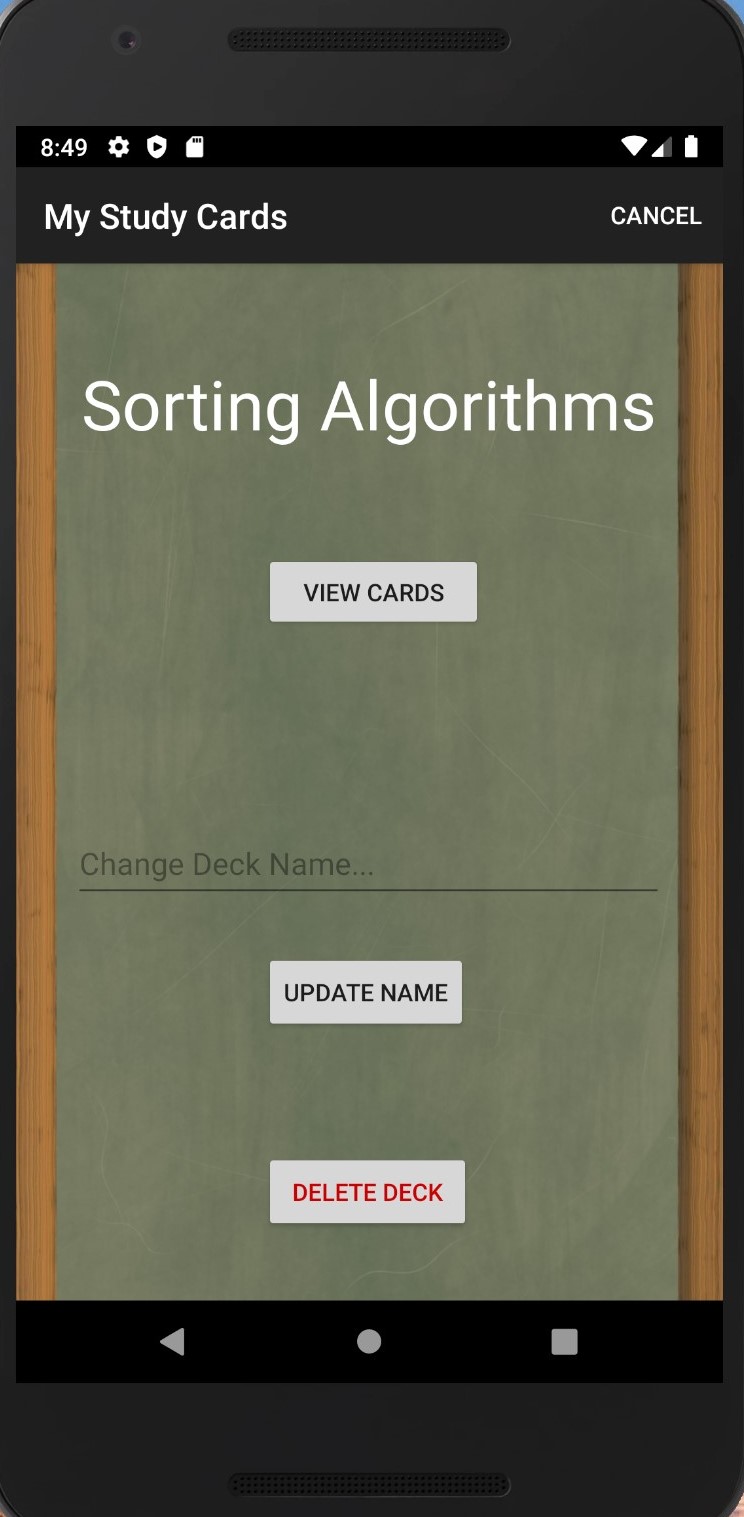 8:49
My Study Cards CANCEL
Sorting Algorithms
VIEW CARDS
Change Deck Name...
UPDATE NAME
DELETE DECK